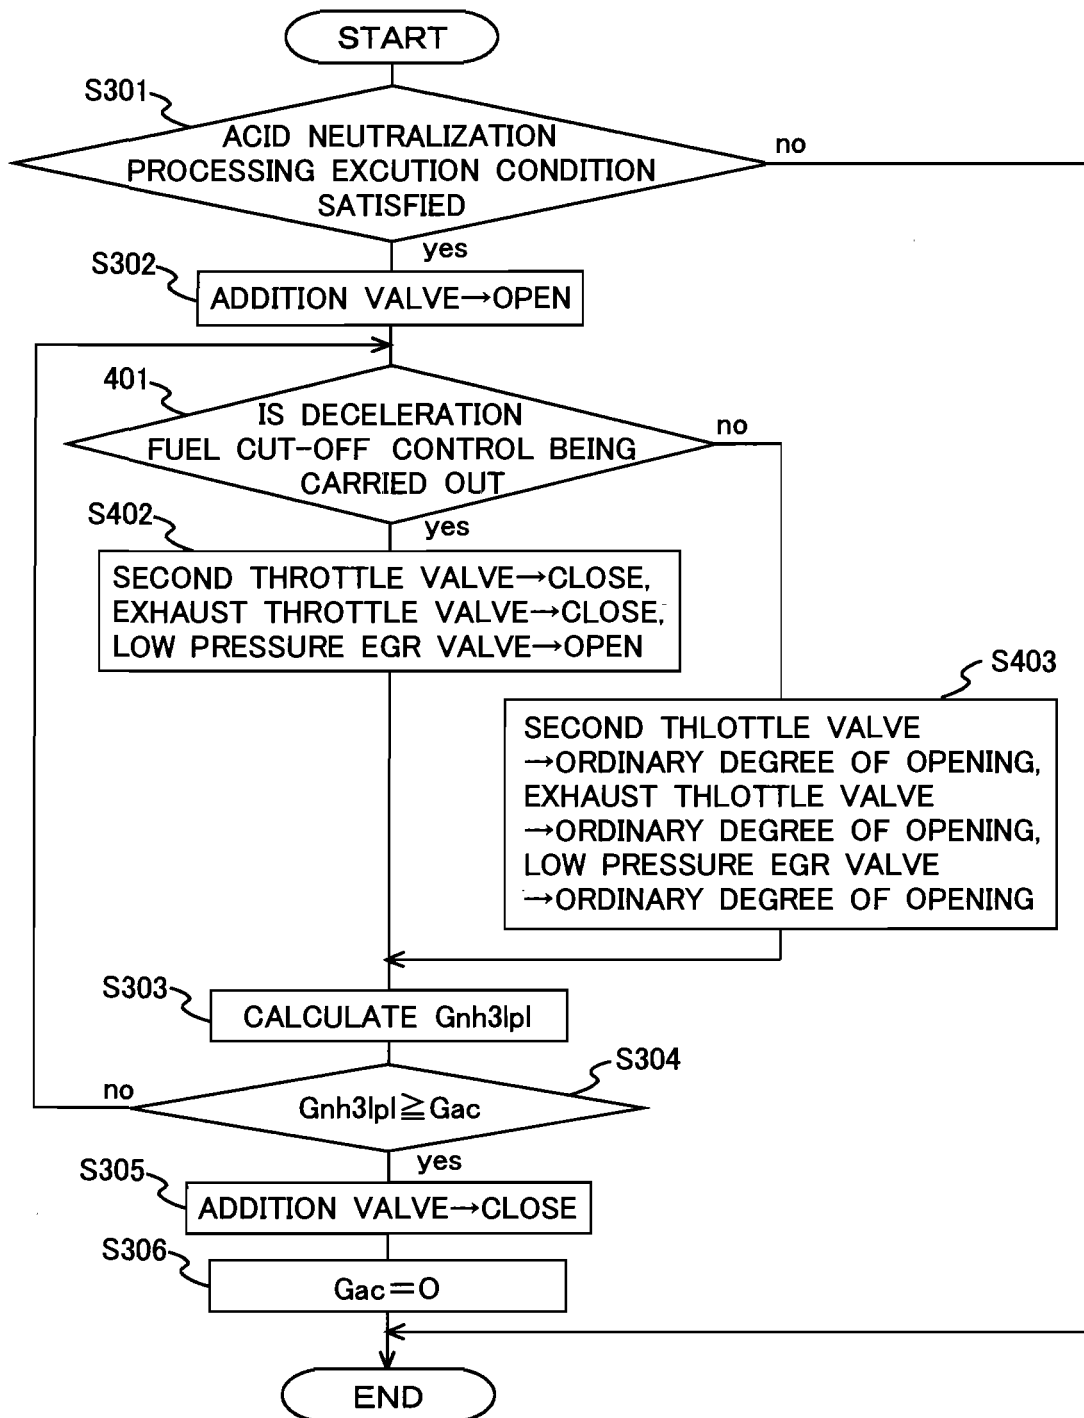 START
S301
ACID NEUTRALIZATION
PROCESSING EXCUTION CONDITION
SATISFIED
no
yes
S302
ADDITION VALVE→OPEN
401
IS DECELERATION
FUEL CUT-OFF CONTROL BEING
CARRIED OUT
no
yes
S402
SECOND THROTTLE VALVE→CLOSE,
EXHAUST THROTTLE VALVE→CLOSE,
LOW PRESSURE EGR VALVE→OPEN
S403
SECOND THLOTTLE VALVE
→ORDINARY DEGREE OF OPENING,
EXHAUST THLOTTLE VALVE
→ORDINARY DEGREE OF OPENING,
LOW PRESSURE EGR VALVE
→ORDINARY DEGREE OF OPENING
S303
CALCULATE Gnh3lpl
S304
no
Gnh3lpl≧Gac
yes
S305
ADDITION VALVE→CLOSE
S306
Gac=0
END